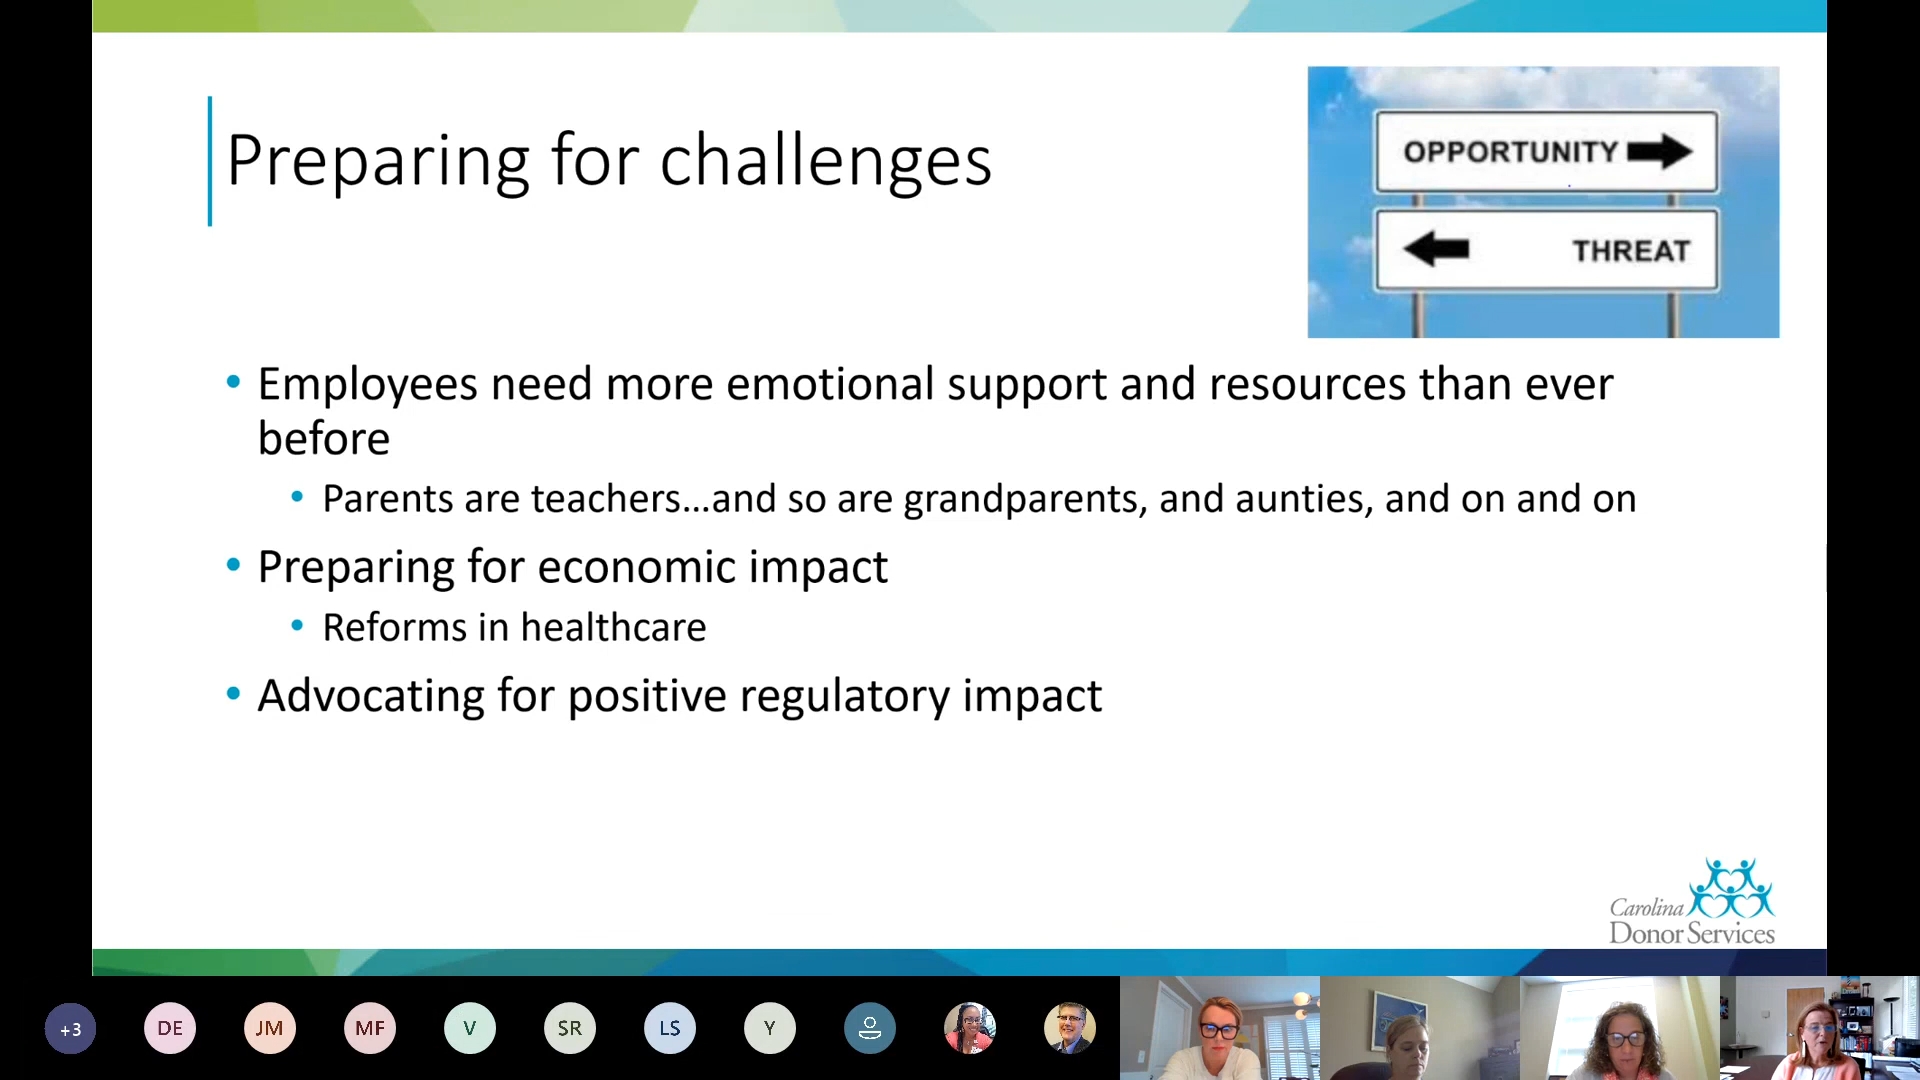 Preparing for challenges
OPPORTUNITY
THREAT
• Employees need more emotional support and resources than ever
before
• Parents are teachers...and so are grandparents, and aunties, and on and on
• Preparing for economic impact
• Reforms in healthcare
• Advocating for positive regulatory impact
Carolina
Donor Services
+3
DE
JM
MF
V
SR
LS
Y